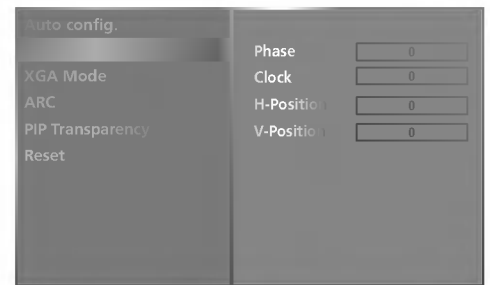 Auto config.
XGA Mode
ARC
PIP Transparency
Reset
Phase 0
Clock 0
H-Position 0
V-Position 0